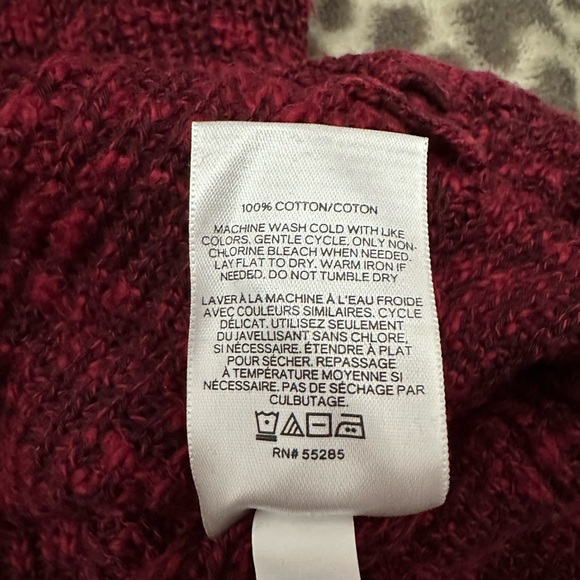 100% COTTON/COTON
MACHINE WASH COLD WITH LIKE
COLORS. GENTLE CYCLE. ONLY NON-
CHLORINE BLEACH WHEN NEEDED.
LAY FLAT TO DRY. WARM IRON IF
NEEDED. DO NOT TUMBLE DRY
LAVER À LA MACHINE À L'EAU FROIDE
AVEC COULEURS SIMILAIRES. CYCLE
DÉLICAT. UTILISEZ SEULEMENT
DU JAVELLISANT SANS CHLORE,
SI NÉCESSAIRE. ÉTENDRE À PLAT
POUR SÉCHER. REPASSAGE
À TEMPÉRATURE MOYENNE SI
NÉCESSAIRE. PAS DE SÉCHAGE PAR
CULBUTAGE.
RN# 55285